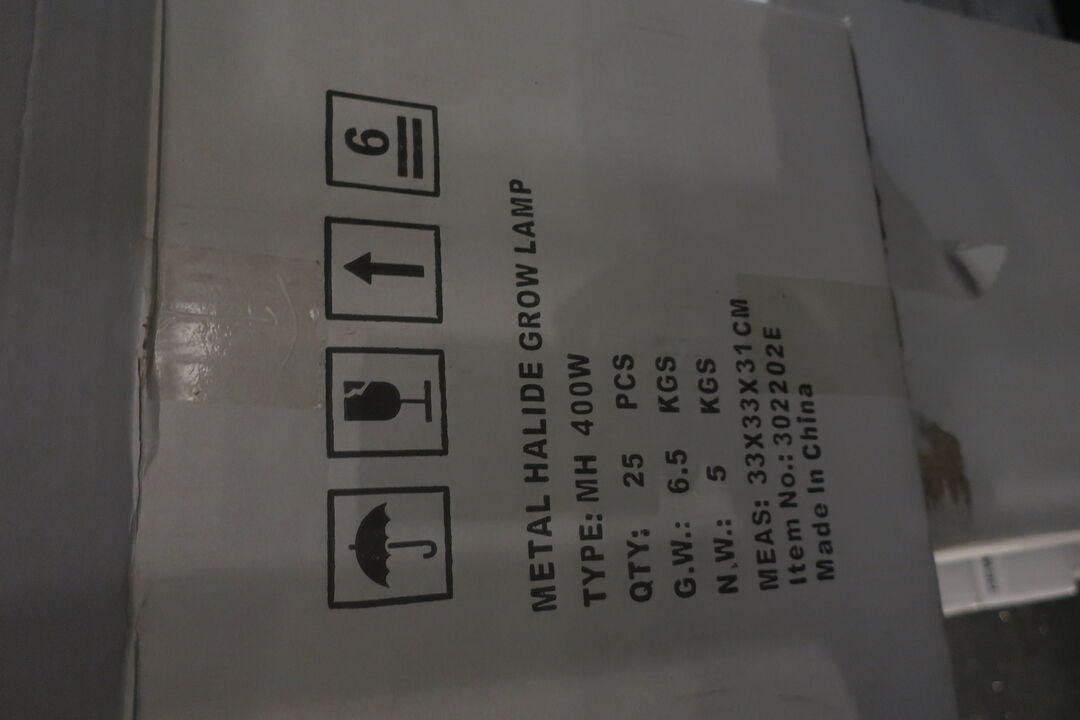 6
METAL HALIDE GROW LAMP
TYPE: MH 400W
QTY: 25 PCS
G.W.: 6.5 KGS
N.W.: 5 KGS
MEAS: 33X33X31CM
Item No.: 302202E
Made In China